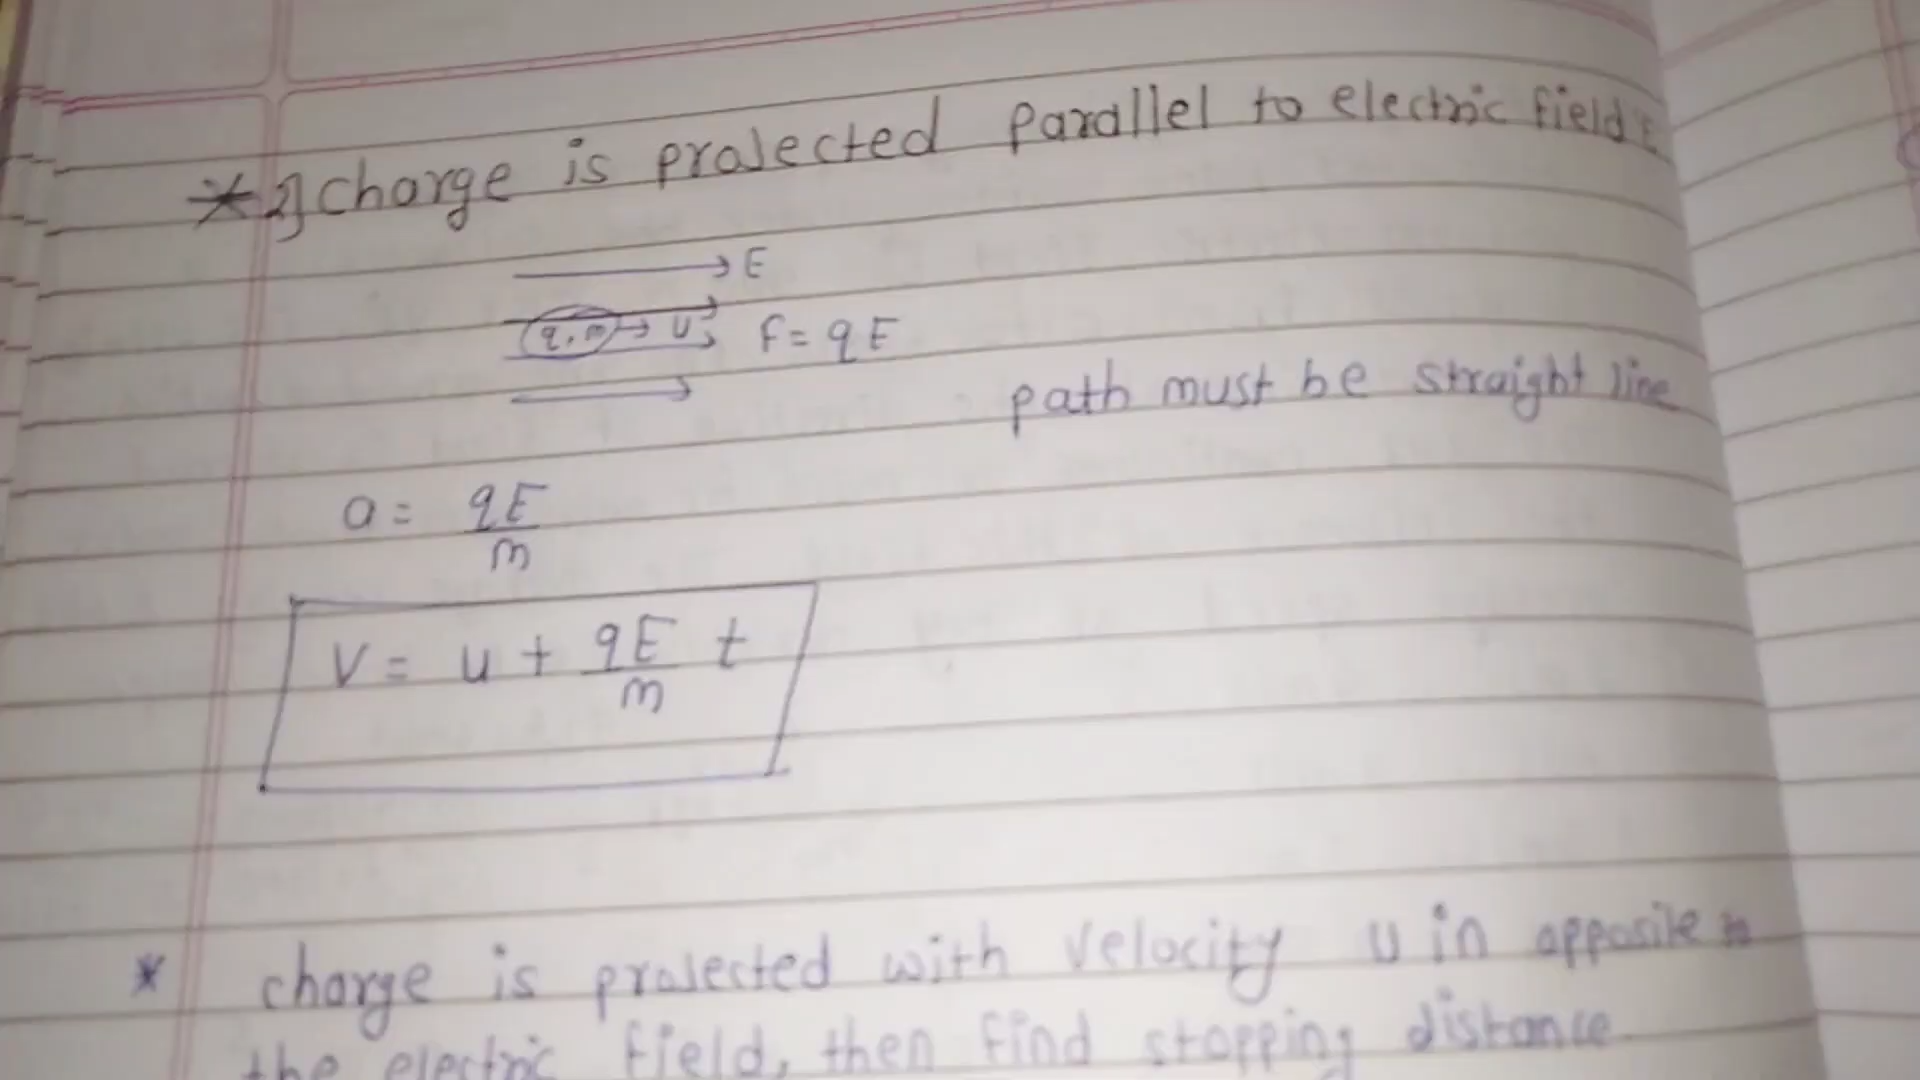 * 2] charge is projected parallel to electric field E
→ E
q, m → u F = qE
path must be straight line
a = qE/m
v = u + qE/m t
* charge is projected with velocity u in opposite to
the electric field, then find stopping distance